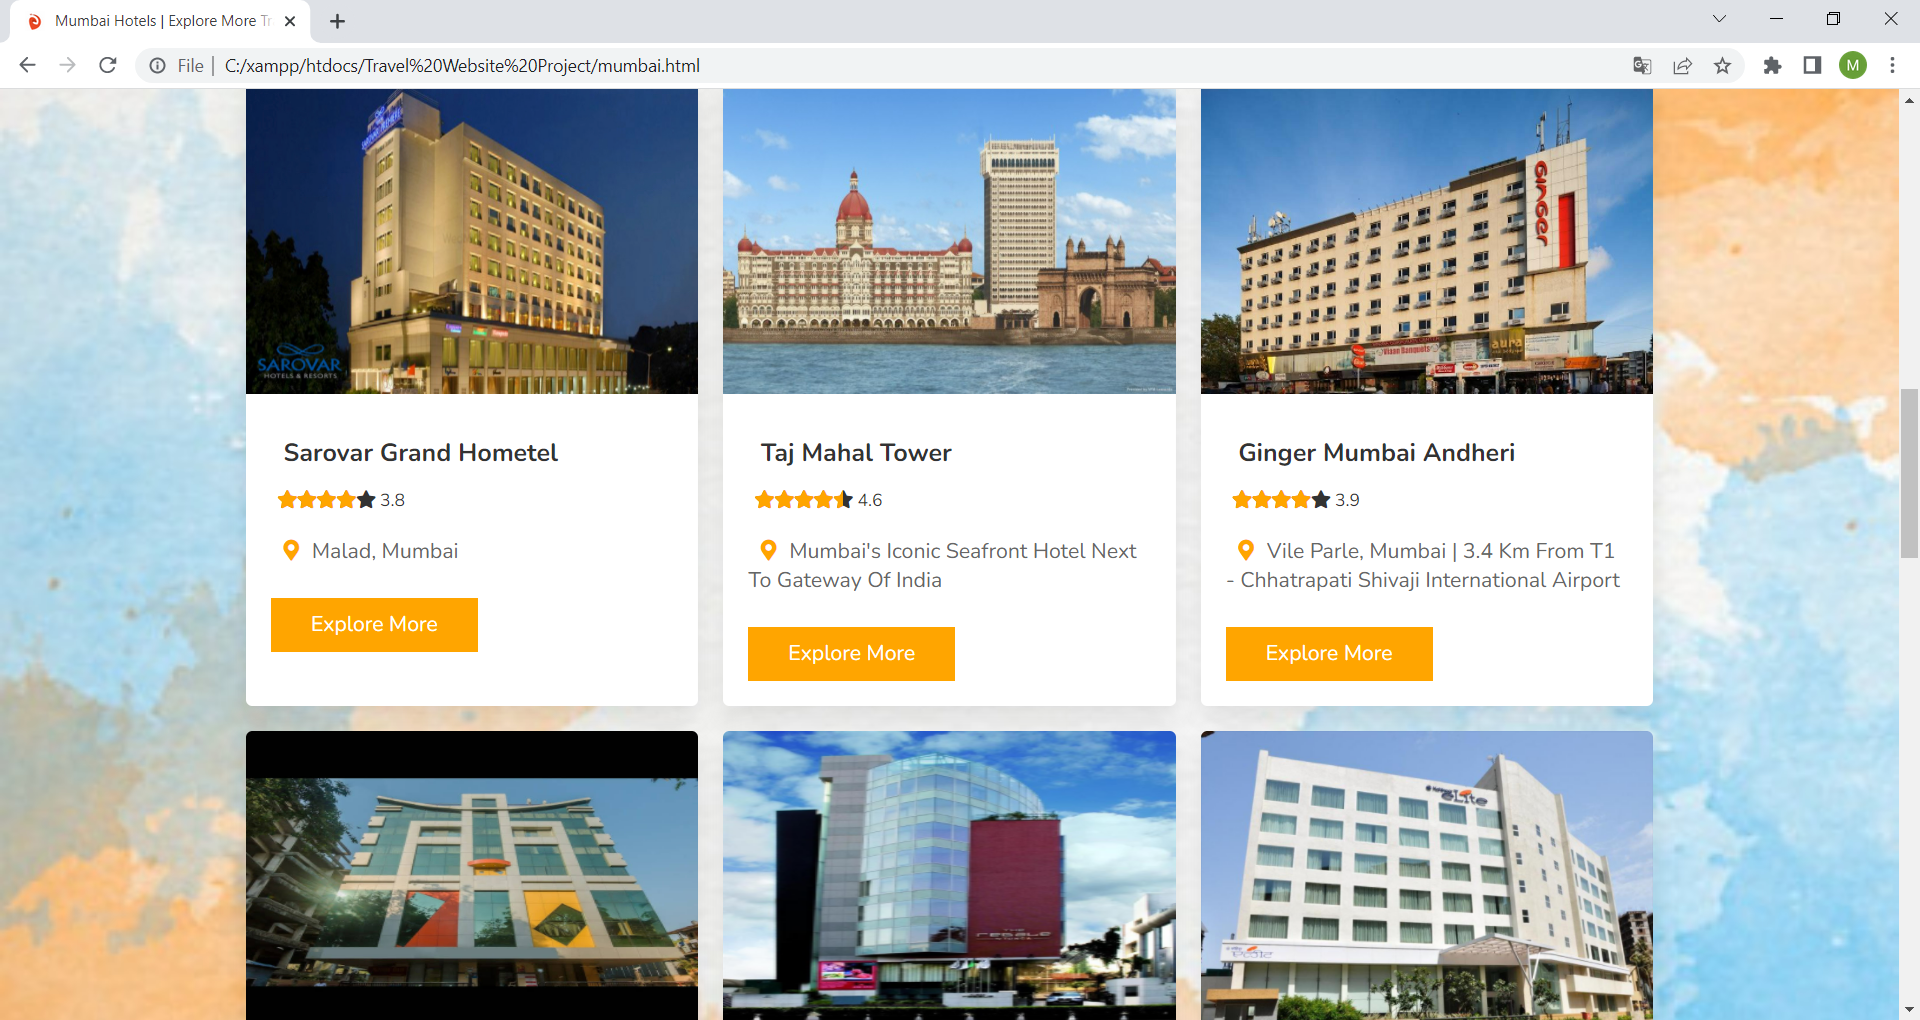 Mumbai Hotels | Explore More Tr
File | C:/xampp/htdocs/Travel%20Website%20Project/mumbai.html
M
SAROVAR
HOTELS & RESORTS
GINGER
aura
Sarovar Grand Hometel
3.8
Malad, Mumbai
Explore More
Taj Mahal Tower
4.6
Mumbai's Iconic Seafront Hotel Next
To Gateway Of India
Explore More
Ginger Mumbai Andheri
3.9
Vile Parle, Mumbai | 3.4 Km From T1
- Chhatrapati Shivaji International Airport
Explore More
THE
REGALE
eLite